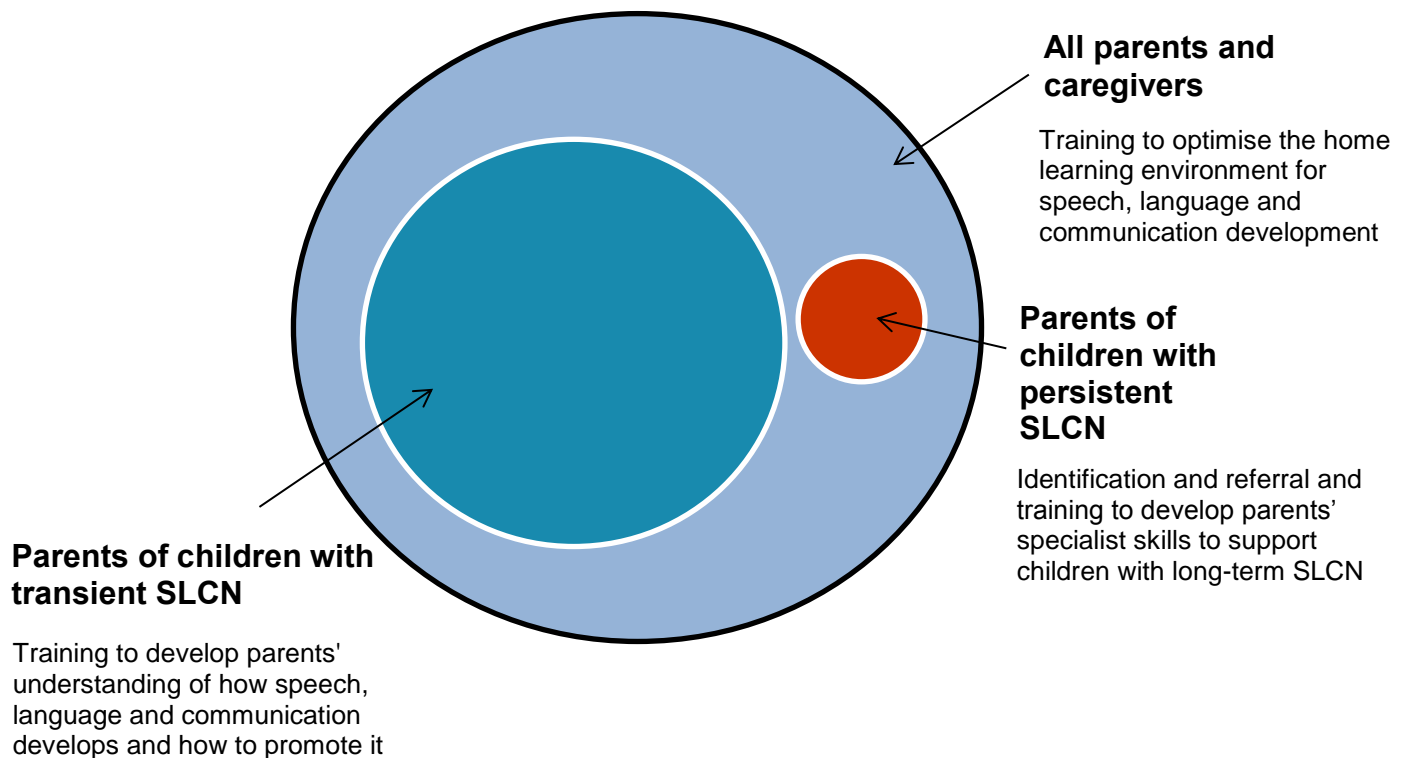 All parents and
caregivers
Training to optimise the home
learning environment for
speech, language and
communication development
Parents of
children with
persistent
SLCN
Identification and referral and
training to develop parents’
specialist skills to support
children with long-term SLCN
Parents of children with
transient SLCN
Training to develop parents'
understanding of how speech,
language and communication
develops and how to promote it